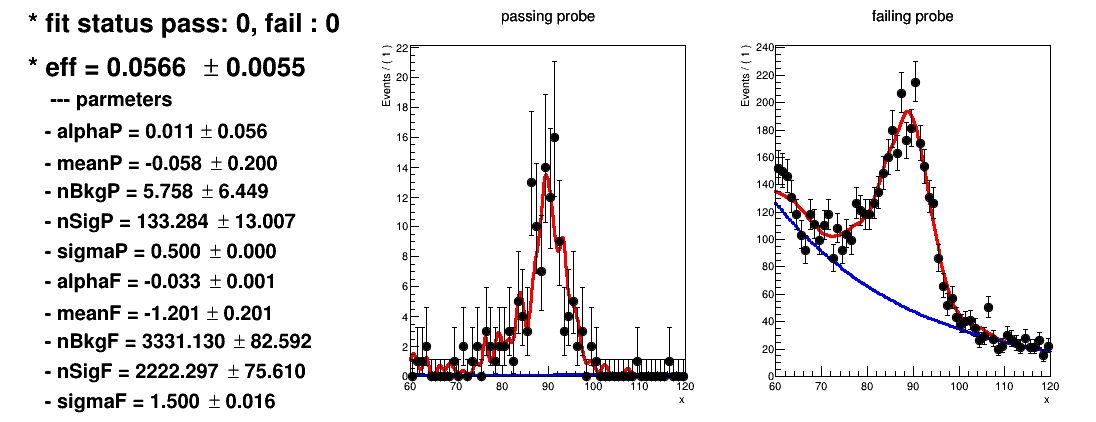 * fit status pass: 0, fail : 0
* eff = 0.0566 ± 0.0055
--- parmeters
- alphaP = 0.011 ± 0.056
- meanP = -0.058 ± 0.200
- nBkgP = 5.758 ± 6.449
- nSigP = 133.284 ± 13.007
- sigmaP = 0.500 ± 0.000
- alphaF = -0.033 ± 0.001
- meanF = -1.201 ± 0.201
- nBkgF = 3331.130 ± 82.592
- nSigF = 2222.297 ± 75.610
- sigmaF = 1.500 ± 0.016
passing probe
Events / ( 1 )
22
20
18
16
14
12
10
8
6
4
2
0
60 70 80 90 100 110 120
x
failing probe
Events / ( 1 )
240
220
200
180
160
140
120
100
80
60
40
20
0
60 70 80 90 100 110 120
x